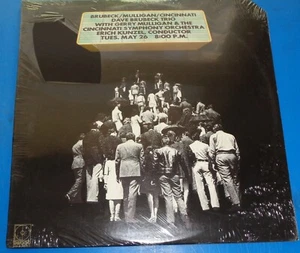 BRUBECK/MULLIGAN/CINCINNATI
DAVE BRUBECK TRIO
WITH GERRY MULLIGAN & THE
CINCINNATI SYMPHONY ORCHESTRA
ERICH KUNZEL, CONDUCTOR
TUES. MAY 26 8:00 P.M.